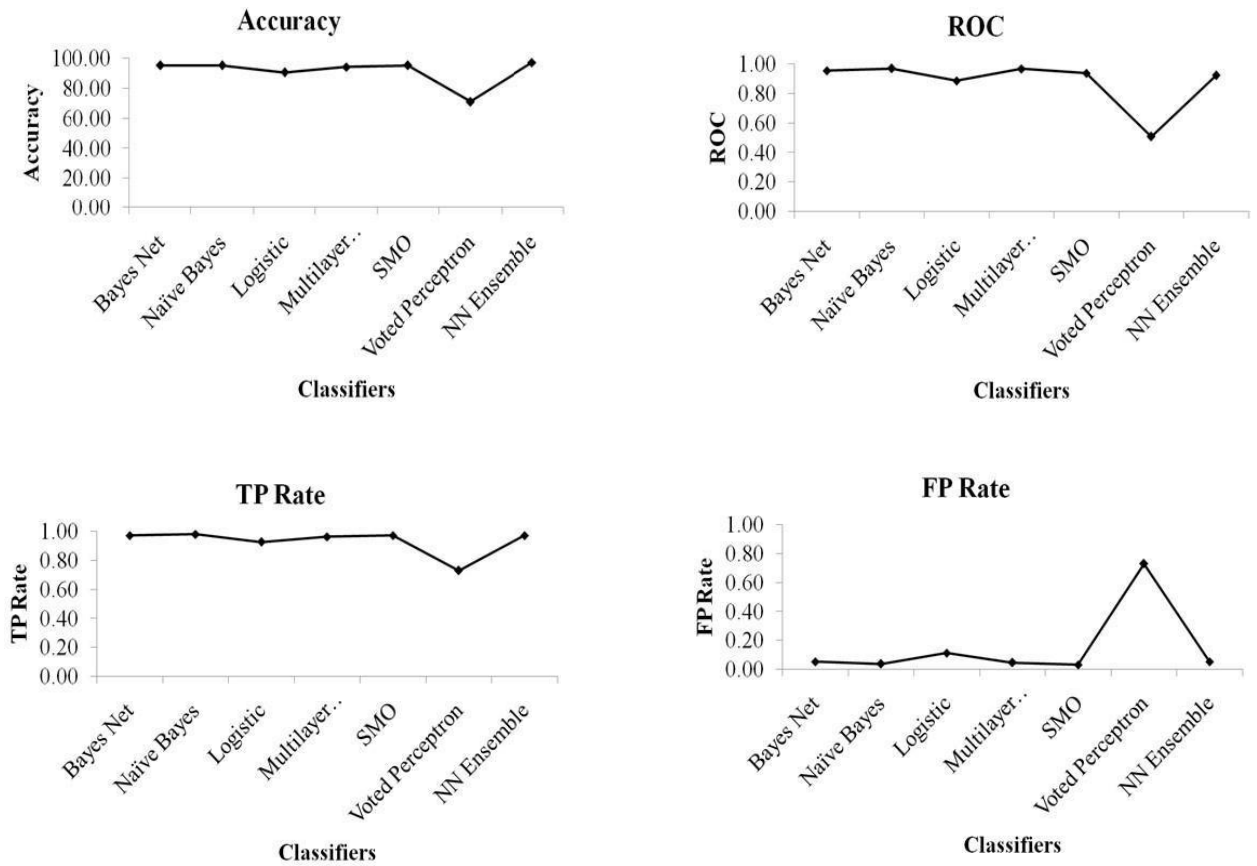 Accuracy
100.00
80.00
60.00
40.00
20.00
0.00
Accuracy
Bayes Net
Naïve Bayes
Logistic
Multilayer..
SMO
Voted Perceptron
NN Ensemble
Classifiers
ROC
1.00
0.80
0.60
0.40
0.20
0.00
ROC
Bayes Net
Naïve Bayes
Logistic
Multilayer..
SMO
Voted Perceptron
NN Ensemble
Classifiers
TP Rate
1.00
0.80
0.60
0.40
0.20
0.00
TP Rate
Bayes Net
Naïve Bayes
Logistic
Multilayer..
SMO
Voted Perceptron
NN Ensemble
Classifiers
FP Rate
1.00
0.80
0.60
0.40
0.20
0.00
FP Rate
Bayes Net
Naïve Bayes
Logistic
Multilayer..
SMO
Voted Perceptron
NN Ensemble
Classifiers